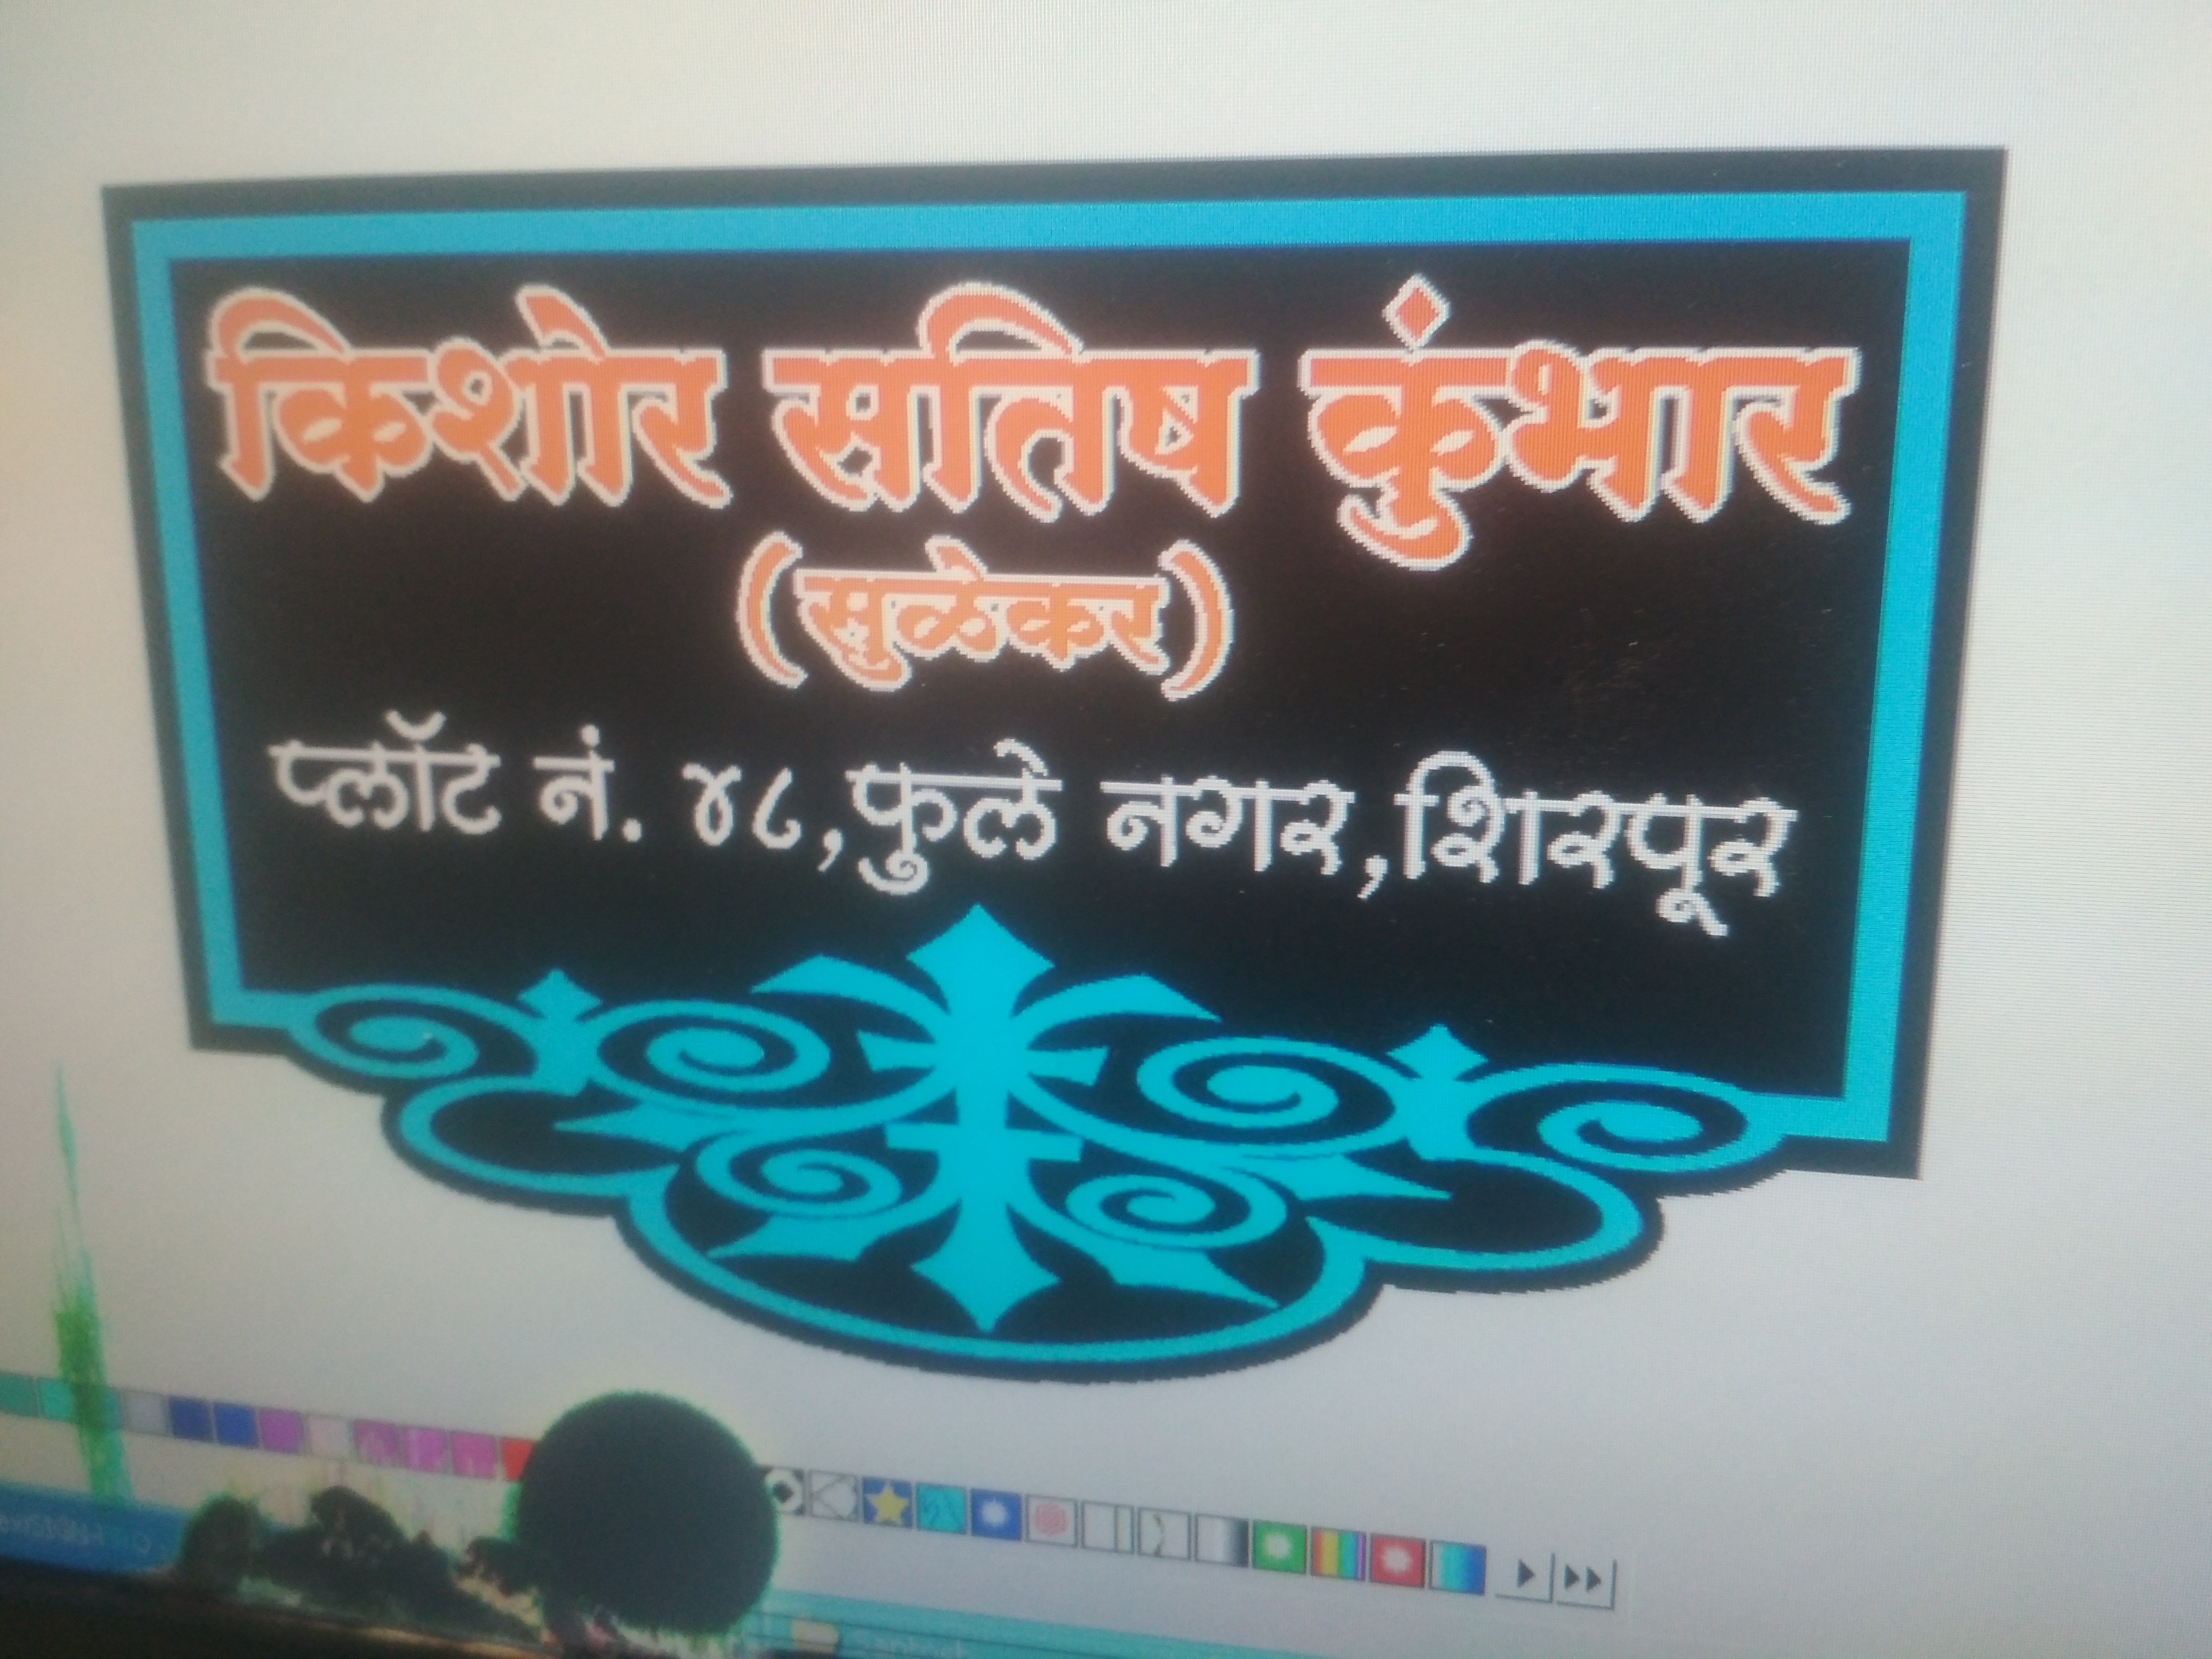 किशोर सतिष कुंभार
(सुळेकर)
प्लॉट नं. ४८,फुले नगर,शिरपूर